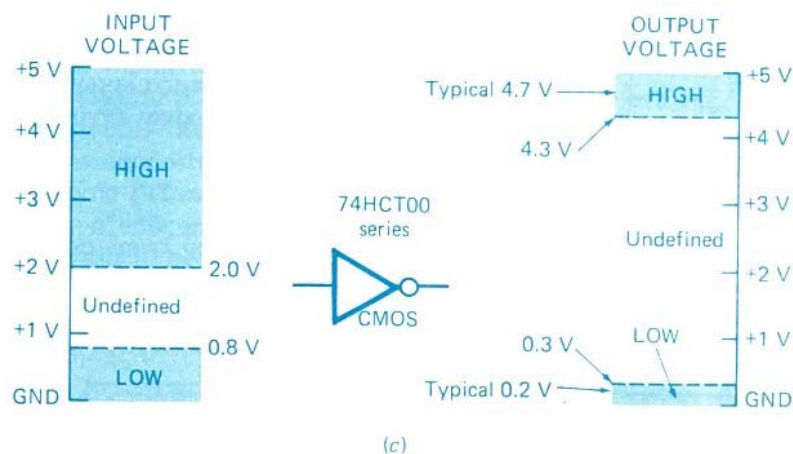 INPUT
VOLTAGE
+5 V
+4 V
HIGH
+3 V
+2 V
2.0 V
Undefined
+1 V
0.8 V
LOW
GND
74HCT00
series
CMOS
OUTPUT
VOLTAGE
+5 V
Typical 4.7 V
HIGH
4.3 V
+4 V
+3 V
Undefined
+2 V
+1 V
0.3 V
LOW
Typical 0.2 V
GND
(c)